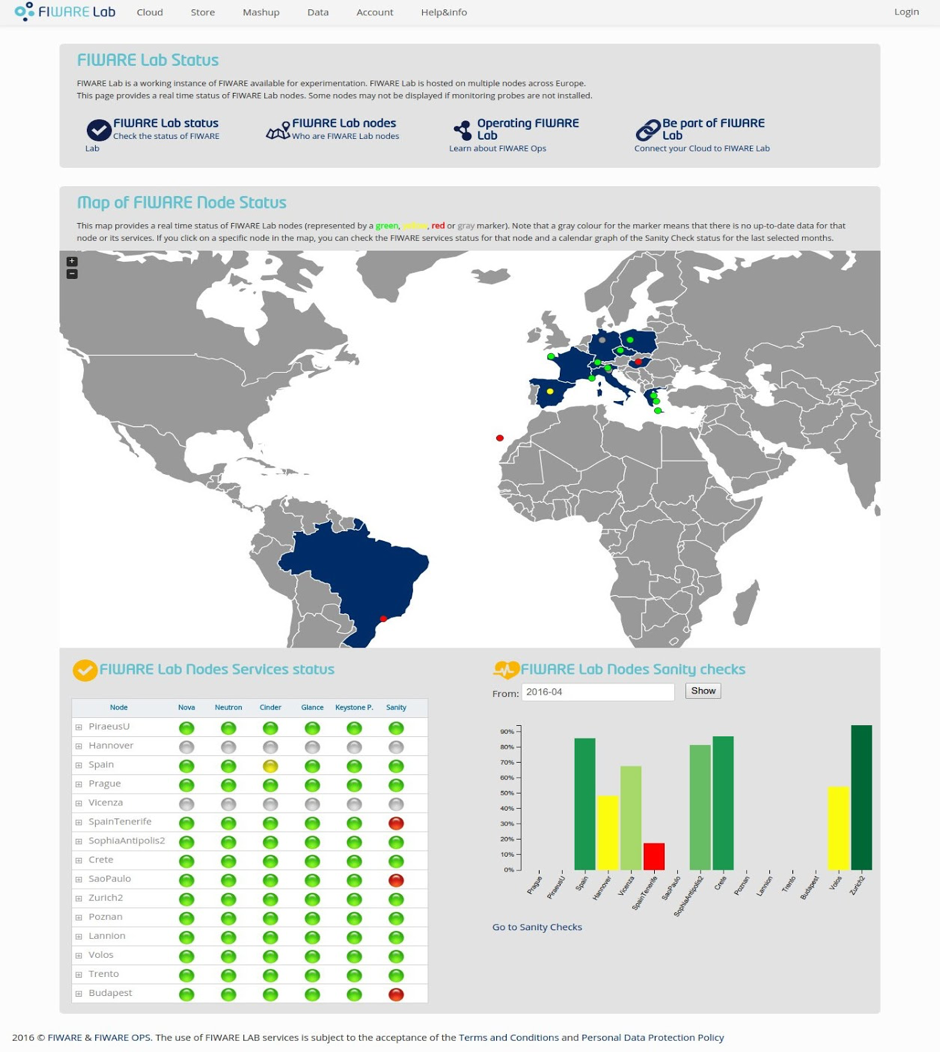 FIWARE Lab Cloud Store Mashup Data Account Help&info Login
FIWARE Lab Status
FIWARE Lab is a working instance of FIWARE available for experimentation. FIWARE Lab is hosted on multiple nodes across Europe.
This page provides a real time status of FIWARE Lab nodes. Some nodes may not be displayed if monitoring probes are not installed.
FIWARE Lab status
Check the status of FIWARE
Lab
FIWARE Lab nodes
Who are FIWARE Lab nodes
Operating FIWARE
Lab
Learn about FIWARE Ops
Be part of FIWARE
Lab
Connect your Cloud to FIWARE Lab
Map of FIWARE Node Status
This map provides a real time status of FIWARE Lab nodes (represented by a green, yellow, red or gray marker). Note that a gray colour for the marker means that there is no up-to-date data for that
node or its services. If you click on a specific node in the map, you can check the FIWARE services status for that node and a calendar graph of the Sanity Check status for the last selected months.
+
−
FIWARE Lab Nodes Services status
Node Nova Neutron Cinder Glance Keystone P. Sanity
PiraeusU
Hannover
Spain
Prague
Vicenza
SpainTenerife
SophiaAntipolis2
Crete
SaoPaulo
Zurich2
Poznan
Lannion
Volos
Trento
Budapest
FIWARE Lab Nodes Sanity checks
From: 2016-04 Show
90%
80%
70%
60%
50%
40%
30%
20%
10%
0%
Prague PiraeusU Spain Hannover Vicenza SpainTenerife SaoPaulo SophiaAntipolis2 Crete Poznan Lannion Trento Budapest Volos Zurich2
Go to Sanity Checks
2016 © FIWARE & FIWARE OPS. The use of FIWARE LAB services is subject to the acceptance of the Terms and Conditions and Personal Data Protection Policy